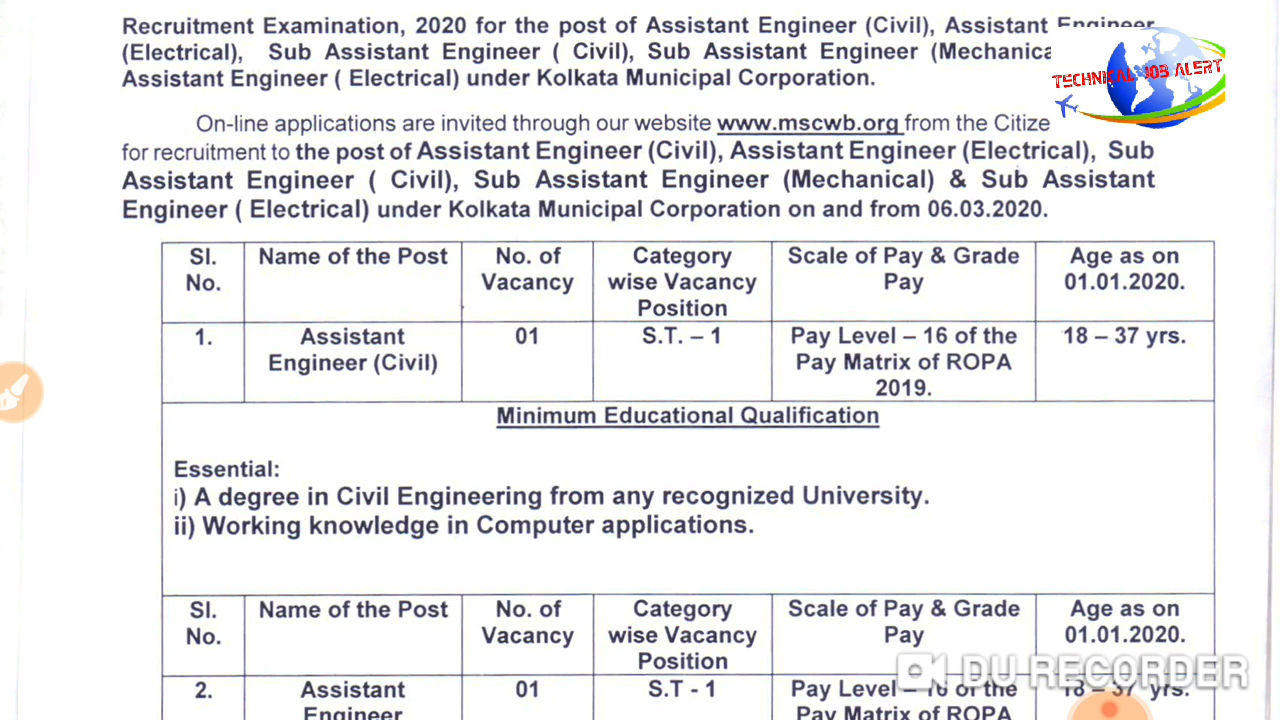 Recruitment Examination, 2020 for the post of Assistant Engineer (Civil), Assistant Engineer
(Electrical), Sub Assistant Engineer ( Civil), Sub Assistant Engineer (Mechanica
Assistant Engineer ( Electrical) under Kolkata Municipal Corporation.
TECHNICAL JOB ALERT
On-line applications are invited through our website www.mscwb.org from the Citize
for recruitment to the post of Assistant Engineer (Civil), Assistant Engineer (Electrical), Sub
Assistant Engineer ( Civil), Sub Assistant Engineer (Mechanical) & Sub Assistant
Engineer ( Electrical) under Kolkata Municipal Corporation on and from 06.03.2020.
Sl. No. Name of the Post No. of Vacancy Category wise Vacancy Position Scale of Pay & Grade Pay Age as on 01.01.2020.
1. Assistant Engineer (Civil) 01 S.T. – 1 Pay Level – 16 of the Pay Matrix of ROPA 2019. 18 – 37 yrs.
Minimum Educational Qualification
Essential:
i) A degree in Civil Engineering from any recognized University.
ii) Working knowledge in Computer applications.
Sl. No. Name of the Post No. of Vacancy Category wise Vacancy Position Scale of Pay & Grade Pay Age as on 01.01.2020.
2. Assistant Engineer 01 S.T - 1 Pay Level – 16 of the Pay Matrix of ROPA 18 – 37 yrs.
DU RECORDER